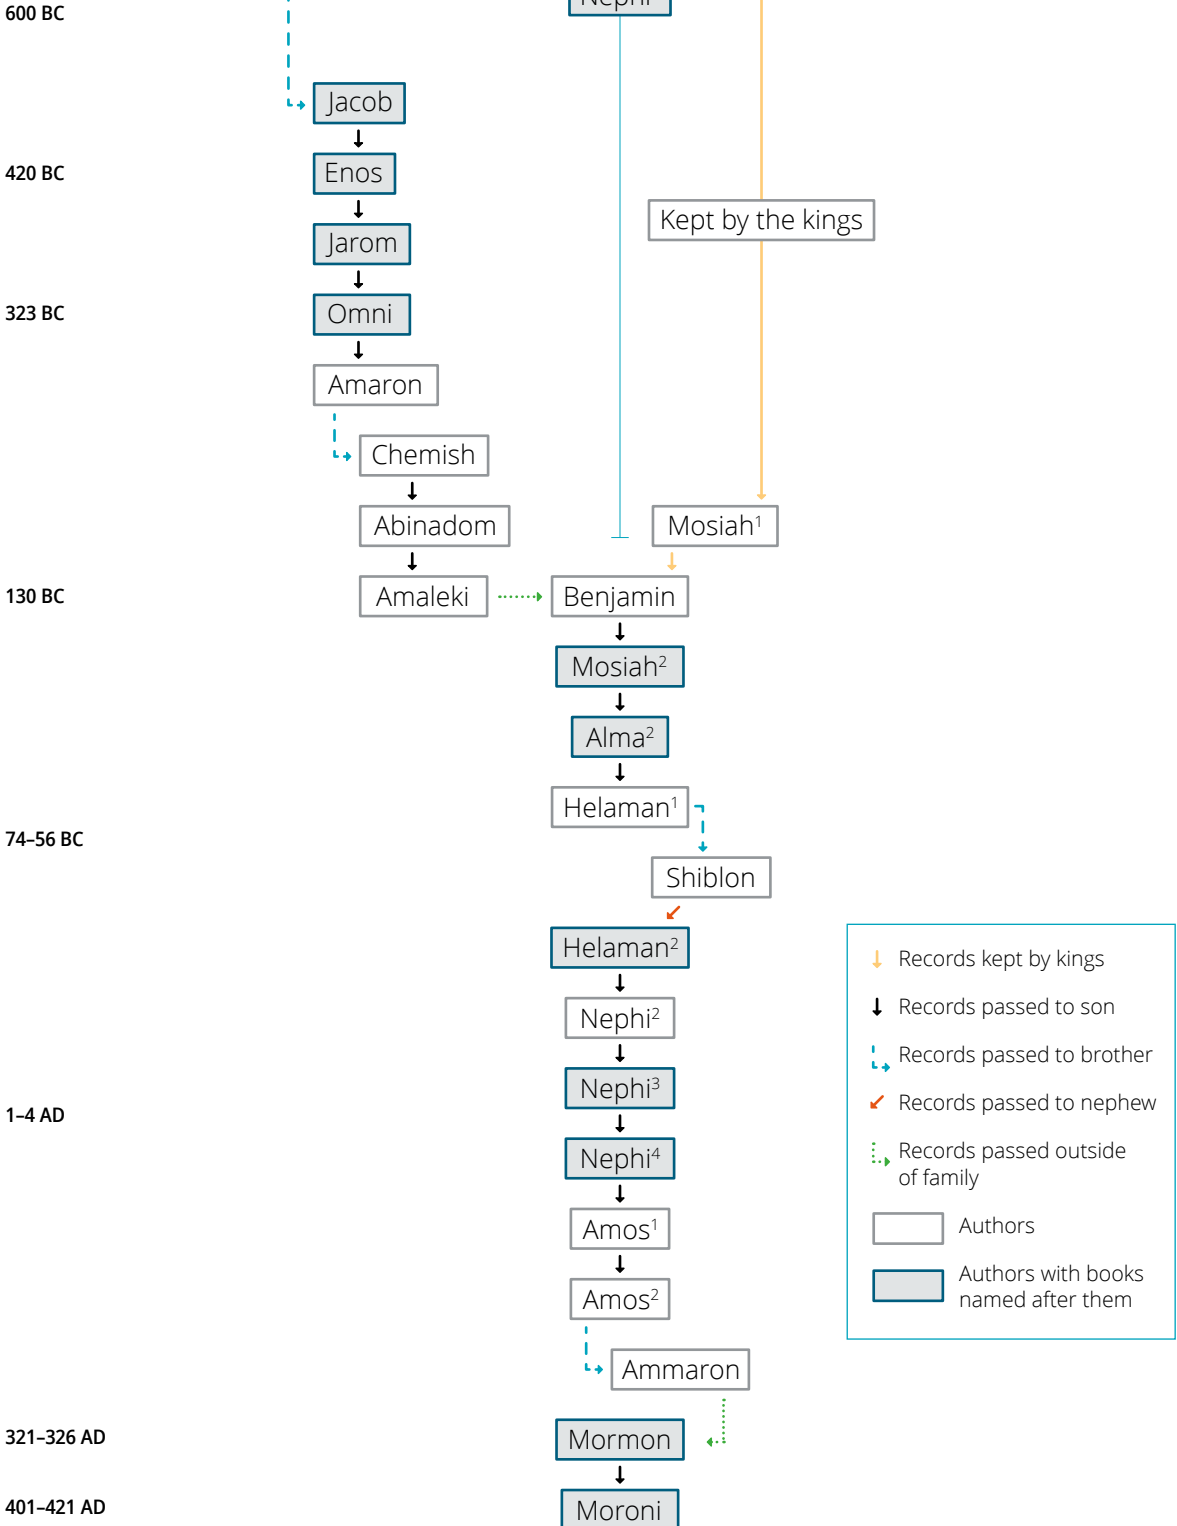 600 BC
Nephi
Jacob
420 BC
Enos
Kept by the kings
Jarom
323 BC
Omni
Amaron
Chemish
Abinadom
Mosiah¹
130 BC
Amaleki
Benjamin
Mosiah²
Alma²
Helaman¹
74–56 BC
Shiblon
Helaman²
Nephi²
Nephi³
1–4 AD
Nephi⁴
Amos¹
Amos²
Ammaron
321–326 AD
Mormon
401–421 AD
Moroni
Records kept by kings
Records passed to son
Records passed to brother
Records passed to nephew
Records passed outside
of family
Authors
Authors with books
named after them